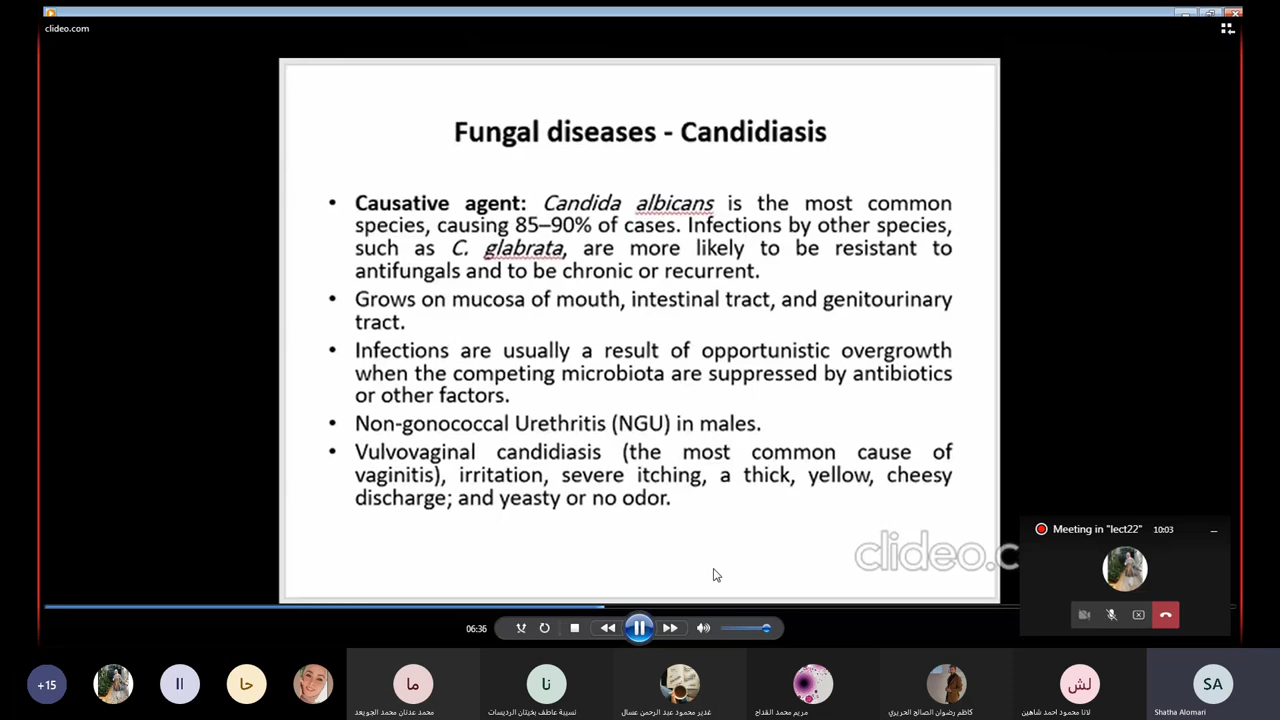 clideo.com
Fungal diseases - Candidiasis
• Causative agent: Candida albicans is the most common
species, causing 85–90% of cases. Infections by other species,
such as C. glabrata, are more likely to be resistant to
antifungals and to be chronic or recurrent.
• Grows on mucosa of mouth, intestinal tract, and genitourinary
tract.
• Infections are usually a result of opportunistic overgrowth
when the competing microbiota are suppressed by antibiotics
or other factors.
• Non-gonococcal Urethritis (NGU) in males.
• Vulvovaginal candidiasis (the most common cause of
vaginitis), irritation, severe itching, a thick, yellow, cheesy
discharge; and yeasty or no odor.
clideo.c
Meeting in "lect22" 10:03
06:36
+15
اا
حا
ما
نا
لش
SA
محمد عدنان محمد الجويعد
نسيبة عاطف بخيتان الرديسات
غدير محمود عبد الرحمن عسال
مريم محمد القداح
كاظم رضوان الصالح الحريري
لانا محمود احمد شاهين
Shatha Alomari